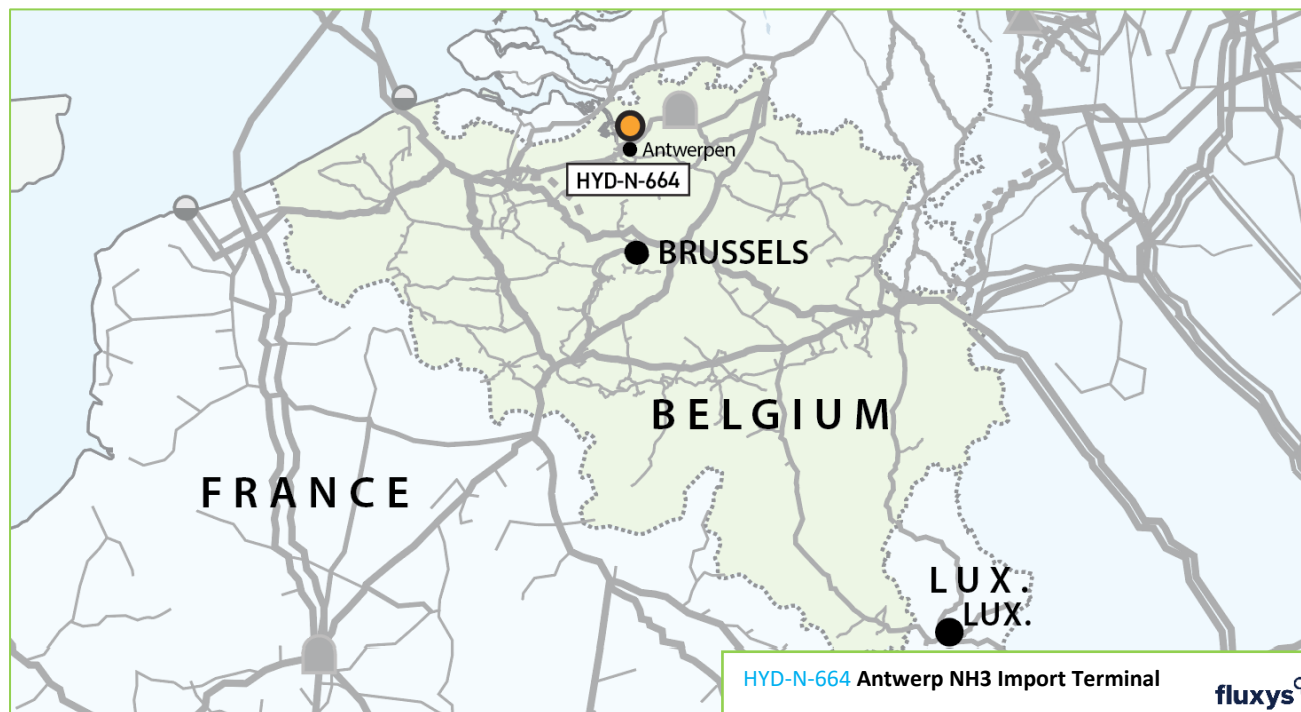 Antwerpen
HYD-N-664
BRUSSELS
BELGIUM
FRANCE
LUX.
LUX.
HYD-N-664 Antwerp NH3 Import Terminal
fluxys